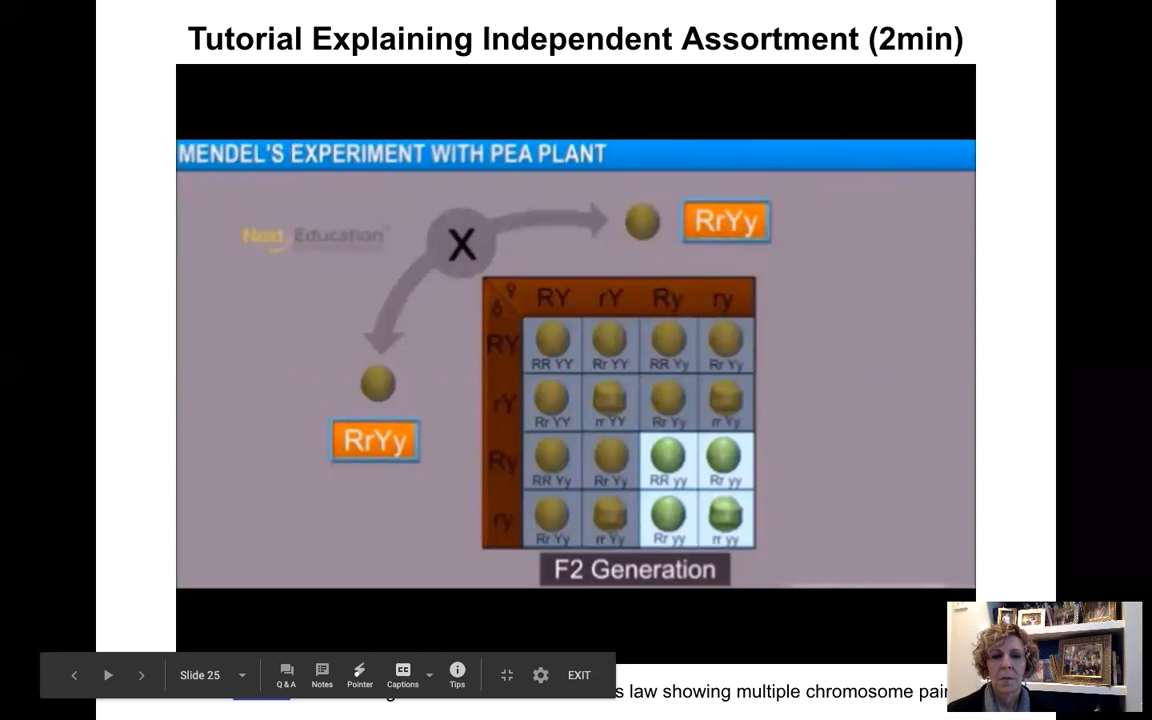 Tutorial Explaining Independent Assortment (2min)
MENDEL'S EXPERIMENT WITH PEA PLANT
Next Education
X
RrYy
RrYy
RY rY Ry ry
RY
RR YY Rr YY RR Yy Rr Yy
rY
Rr YY rr YY Rr Yy rr Yy
Ry
RR Yy Rr Yy RR yy Rr yy
ry
Rr Yy rr Yy Rr yy rr yy
F2 Generation
Slide 25
Q & A Notes Pointer Captions Tips
CC
EXIT
law showing multiple chromosome